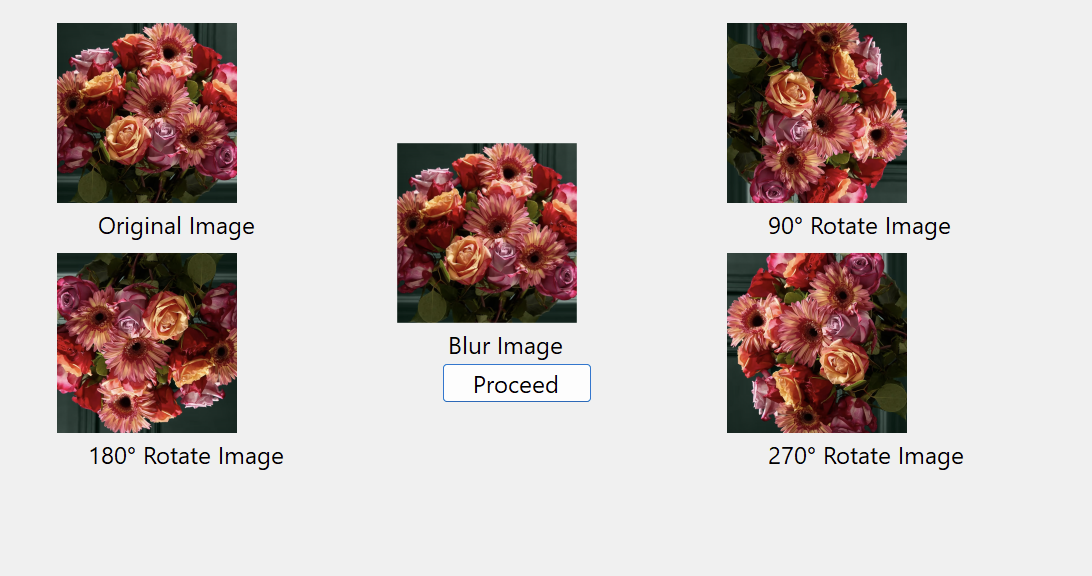 Original Image
90° Rotate Image
Blur Image
Proceed
180° Rotate Image
270° Rotate Image